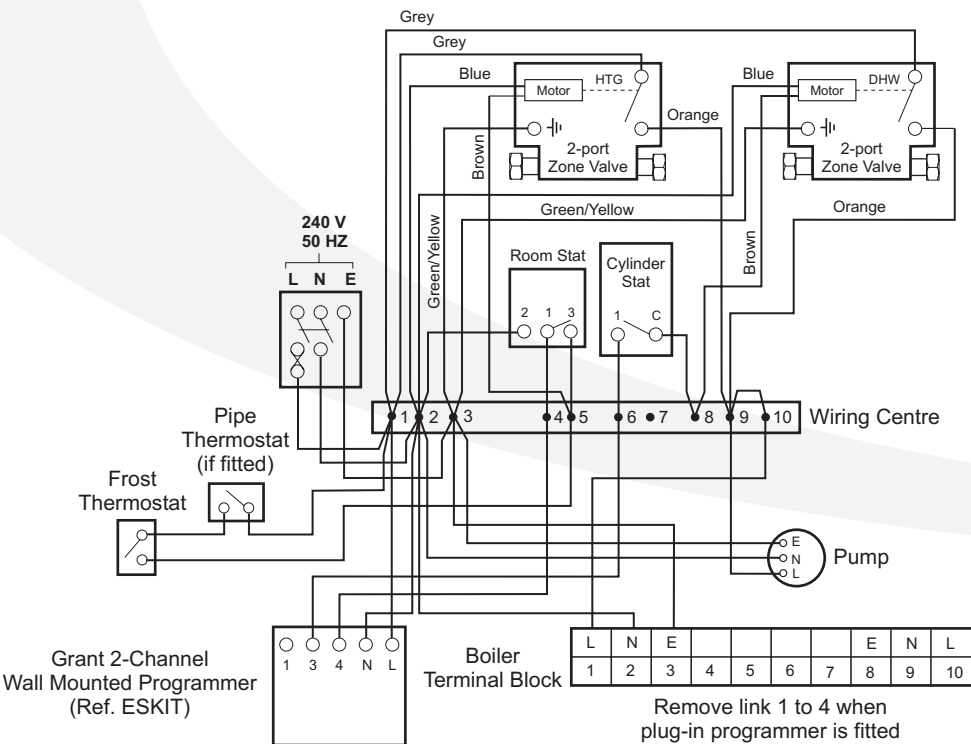 Grey
Grey
Blue
Motor
HTG
Orange
2-port
Zone Valve
Brown
Blue
Motor
DHW
2-port
Zone Valve
Orange
Green/Yellow
Green/Yellow
Brown
240 V
50 HZ
L N E
Room Stat
2 1 3
Cylinder
Stat
1 C
1 2 3 4 5 6 7 8 9 10
Wiring Centre
Pipe
Thermostat
(if fitted)
Frost
Thermostat
E
N
L
Pump
Grant 2-Channel
Wall Mounted Programmer
(Ref. ESKIT)
1 3 4 N L
Boiler
Terminal Block
L N E E N L
1 2 3 4 5 6 7 8 9 10
Remove link 1 to 4 when
plug-in programmer is fitted